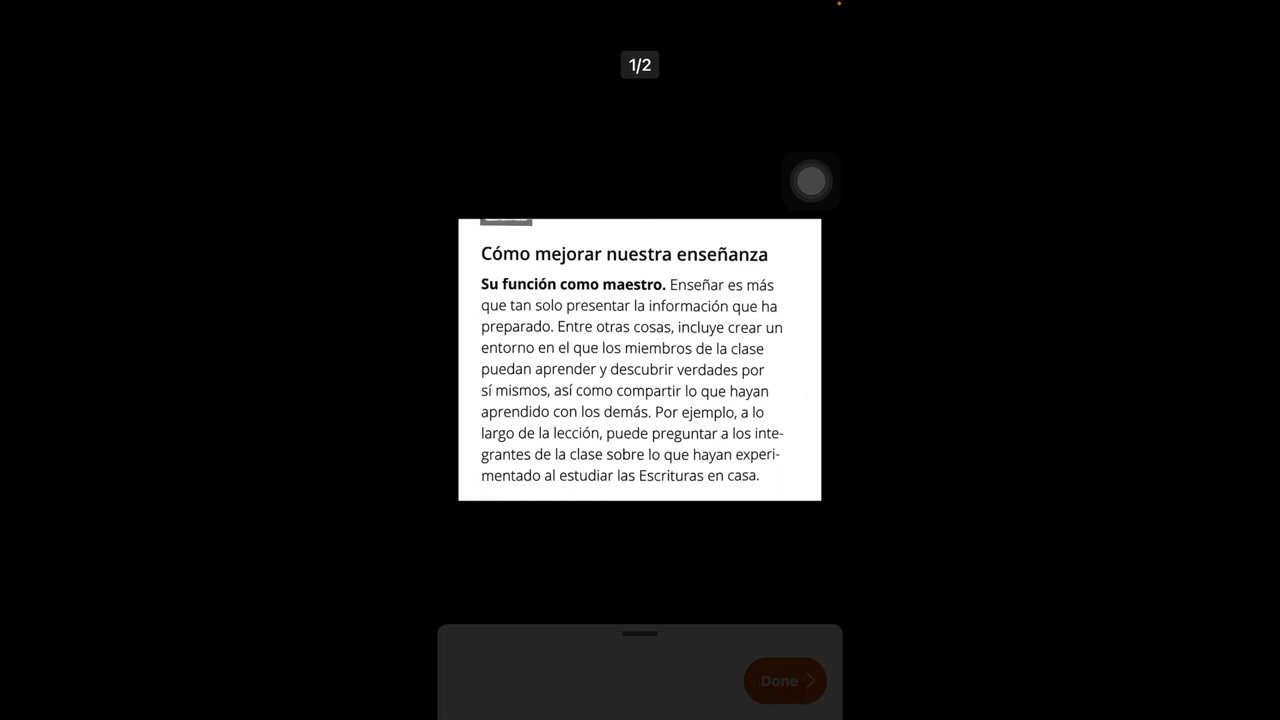 1/2
Cómo mejorar nuestra enseñanza
Su función como maestro. Enseñar es más
que tan solo presentar la información que ha
preparado. Entre otras cosas, incluye crear un
entorno en el que los miembros de la clase
puedan aprender y descubrir verdades por
sí mismos, así como compartir lo que hayan
aprendido con los demás. Por ejemplo, a lo
largo de la lección, puede preguntar a los inte-
grantes de la clase sobre lo que hayan experi-
mentado al estudiar las Escrituras en casa.
Done